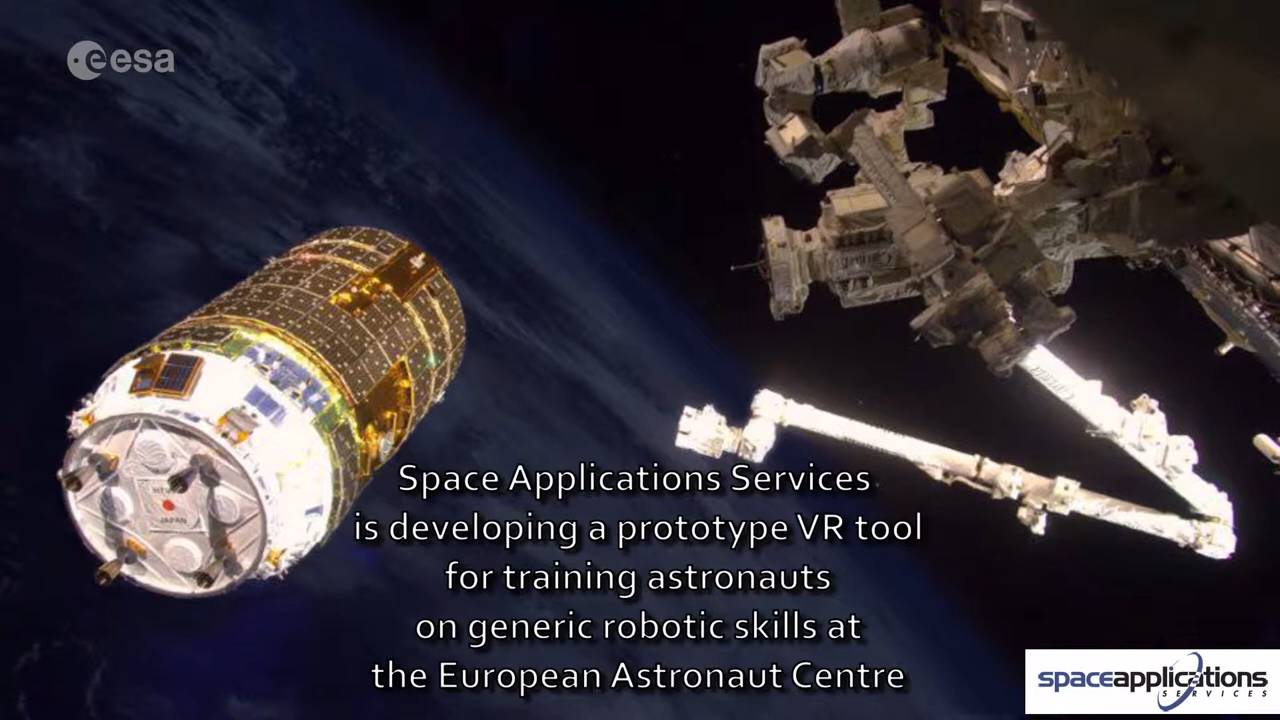 esa
Space Applications Services
is developing a prototype VR tool
for training astronauts
on generic robotic skills at
the European Astronaut Centre
JAPAN
spaceapplications
SERVICES